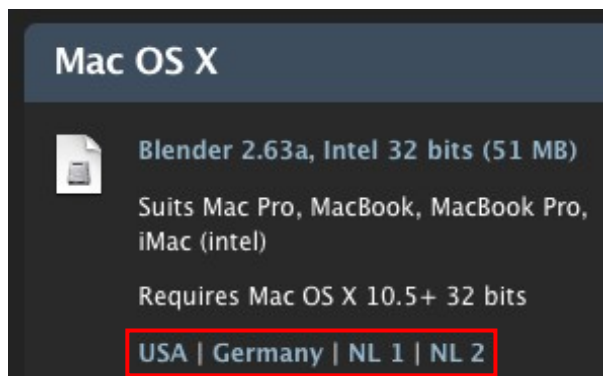 Mac OS X
Blender 2.63a, Intel 32 bits (51 MB)
Suits Mac Pro, MacBook, MacBook Pro,
iMac (intel)
Requires Mac OS X 10.5+ 32 bits
USA | Germany | NL 1 | NL 2